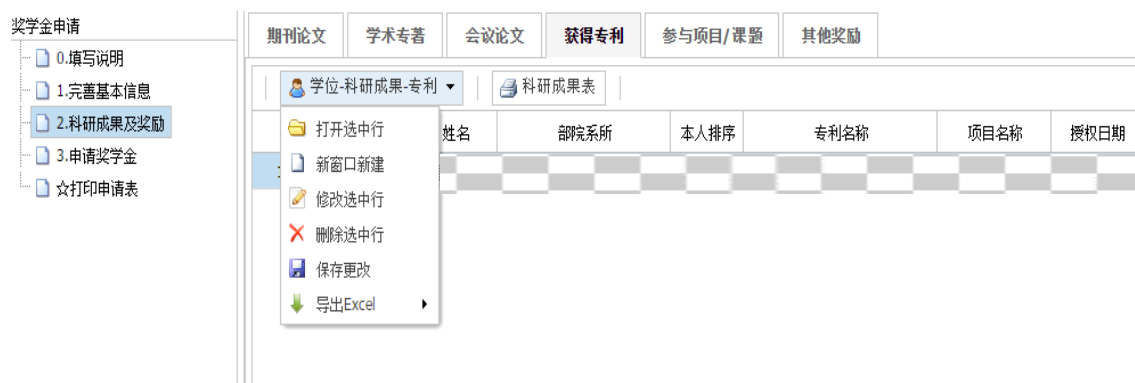 奖学金申请
0.填写说明
1.完善基本信息
2.科研成果及奖励
3.申请奖学金
☆打印申请表
期刊论文 学术专著 会议论文 获得专利 参与项目/课题 其他奖励
学位-科研成果-专利 科研成果表
姓名 部院系所 本人排序 专利名称 项目名称 授权日期
打开选中行
新窗口新建
修改选中行
删除选中行
保存更改
导出Excel